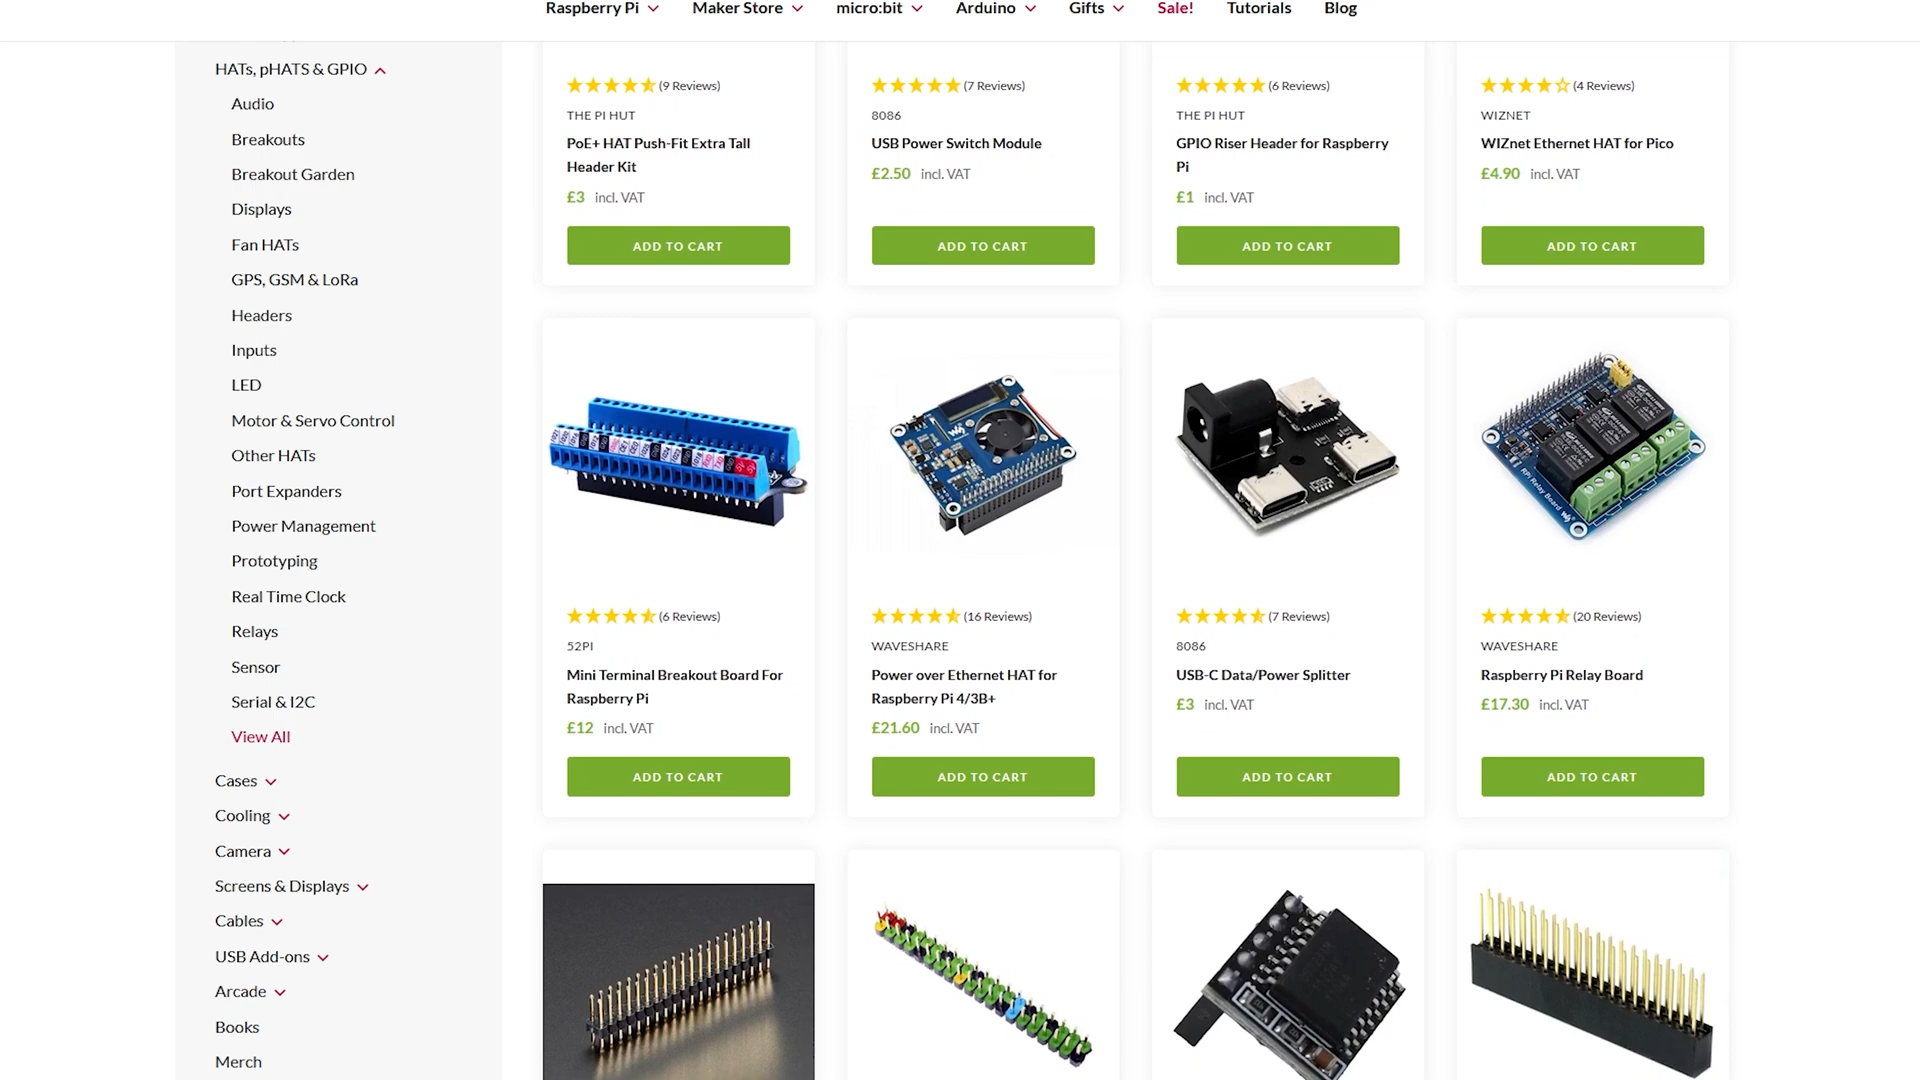 Raspberry Pi
Maker Store
micro:bit
Arduino
Gifts
Sale!
Tutorials
Blog
HATs, pHATS & GPIO
Audio
Breakouts
Breakout Garden
Displays
Fan HATs
GPS, GSM & LoRa
Headers
Inputs
LED
Motor & Servo Control
Other HATs
Port Expanders
Power Management
Prototyping
Real Time Clock
Relays
Sensor
Serial & I2C
View All
Cases
Cooling
Camera
Screens & Displays
Cables
USB Add-ons
Arcade
Books
Merch
(9 Reviews)
THE PI HUT
PoE+ HAT Push-Fit Extra Tall
Header Kit
£3 incl. VAT
ADD TO CART
(7 Reviews)
8086
USB Power Switch Module
£2.50 incl. VAT
ADD TO CART
(6 Reviews)
THE PI HUT
GPIO Riser Header for Raspberry
Pi
£1 incl. VAT
ADD TO CART
(4 Reviews)
WIZNET
WIZnet Ethernet HAT for Pico
£4.90 incl. VAT
ADD TO CART
(6 Reviews)
52PI
Mini Terminal Breakout Board For
Raspberry Pi
£12 incl. VAT
ADD TO CART
(16 Reviews)
WAVESHARE
Power over Ethernet HAT for
Raspberry Pi 4/3B+
£21.60 incl. VAT
ADD TO CART
(7 Reviews)
8086
USB-C Data/Power Splitter
£3 incl. VAT
ADD TO CART
RPi Relay Board
(20 Reviews)
WAVESHARE
Raspberry Pi Relay Board
£17.30 incl. VAT
ADD TO CART